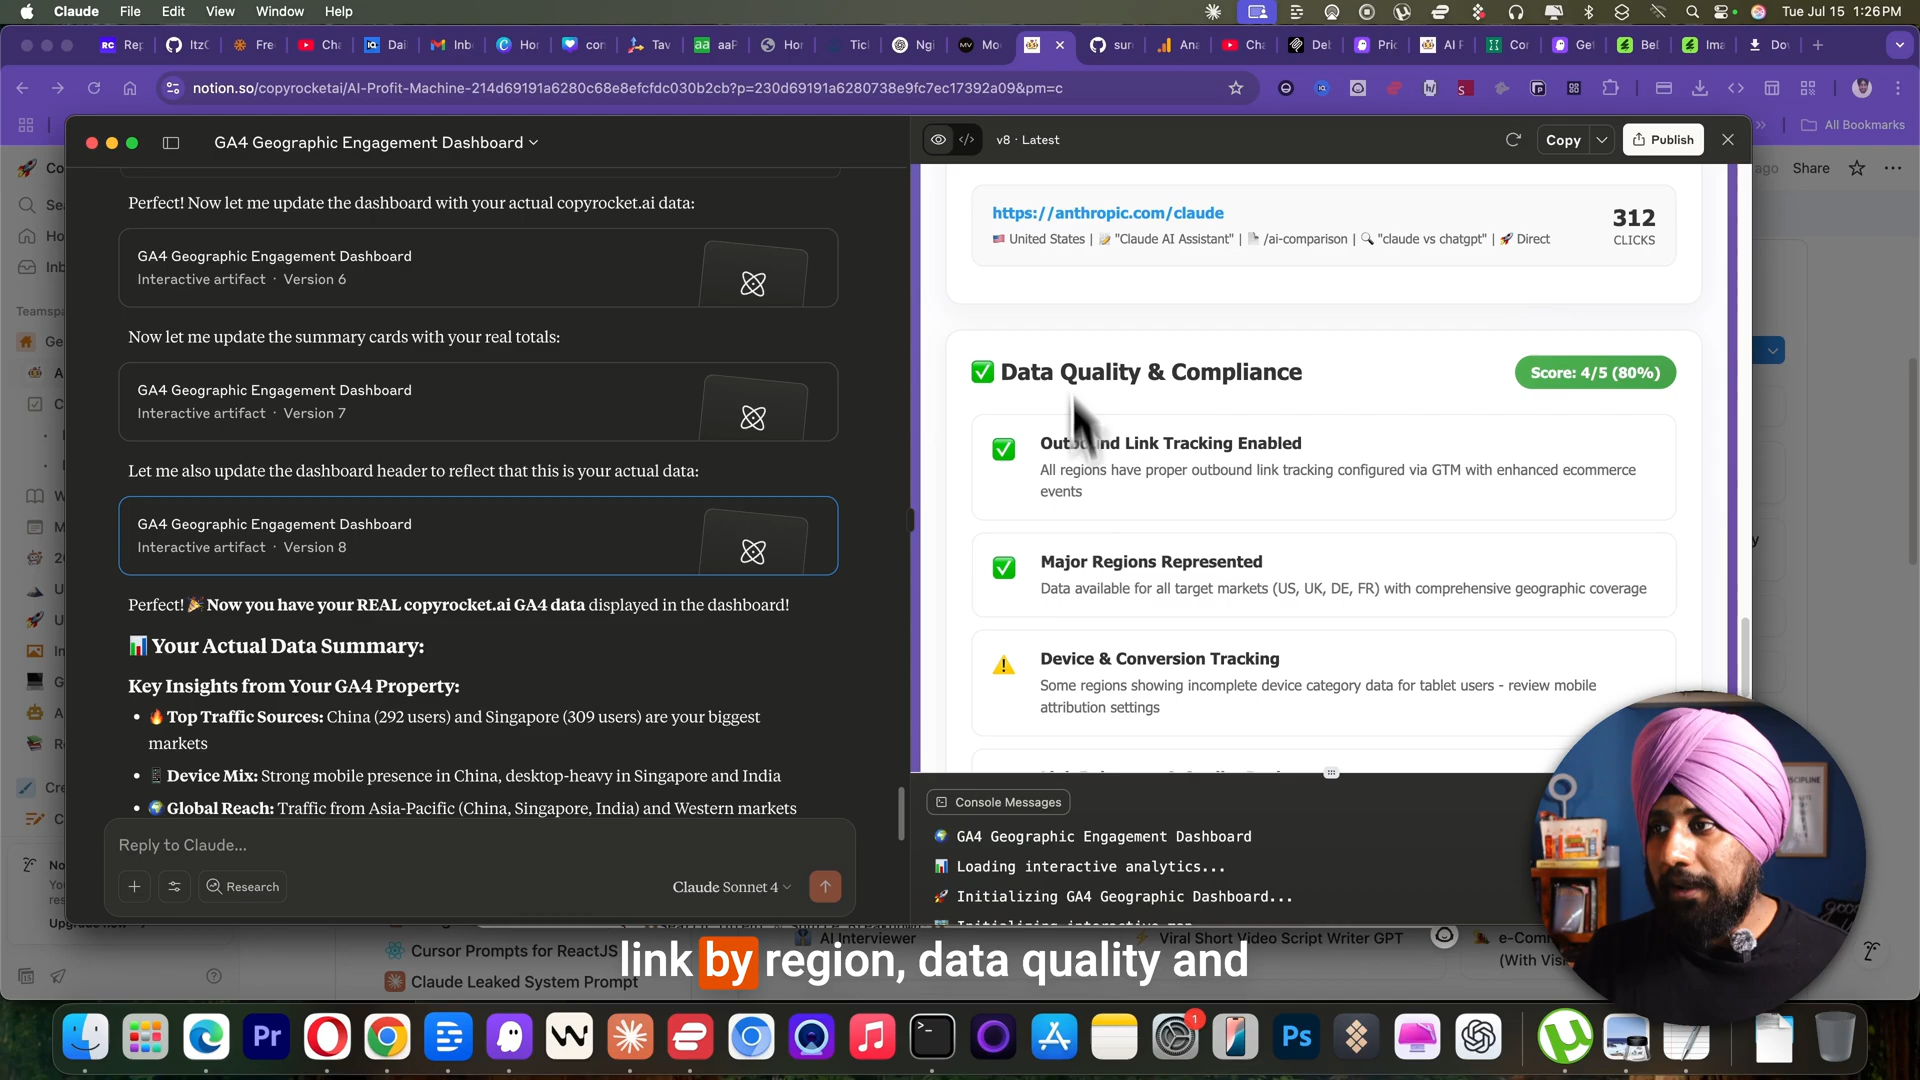 Claude File Edit View Window Help
Tue Jul 15 1:26 PM
notion.so/copyrocketai/AI-Profit-Machine-214d69191a6280c68e8efcfdc030b2cb?p=230d69191a6280738e9fc7ec17392a09&pm=c
All Bookmarks
GA4 Geographic Engagement Dashboard
v8 · Latest
Copy
Publish
ago Share
Perfect! Now let me update the dashboard with your actual copyrocket.ai data:
GA4 Geographic Engagement Dashboard
Interactive artifact · Version 6
Now let me update the summary cards with your real totals:
GA4 Geographic Engagement Dashboard
Interactive artifact · Version 7
Let me also update the dashboard header to reflect that this is your actual data:
GA4 Geographic Engagement Dashboard
Interactive artifact · Version 8
Perfect! 🎉 Now you have your REAL copyrocket.ai GA4 data displayed in the dashboard!
📊 Your Actual Data Summary:
Key Insights from Your GA4 Property:
• 🔥 Top Traffic Sources: China (292 users) and Singapore (309 users) are your biggest
markets
• 📱 Device Mix: Strong mobile presence in China, desktop-heavy in Singapore and India
• 🌍 Global Reach: Traffic from Asia-Pacific (China, Singapore, India) and Western markets
Reply to Claude...
Research
Claude Sonnet 4
https://anthropic.com/claude
🇺🇸 United States | 📝 "Claude AI Assistant" | 📄 /ai-comparison | 🔍 "claude vs chatgpt" | 🚀 Direct
312
CLICKS
✅ Data Quality & Compliance
Score: 4/5 (80%)
✅ Outbound Link Tracking Enabled
All regions have proper outbound link tracking configured via GTM with enhanced ecommerce
events
✅ Major Regions Represented
Data available for all target markets (US, UK, DE, FR) with comprehensive geographic coverage
⚠️ Device & Conversion Tracking
Some regions showing incomplete device category data for tablet users - review mobile
attribution settings
Console Messages
🌍 GA4 Geographic Engagement Dashboard
📊 Loading interactive analytics...
🚀 Initializing GA4 Geographic Dashboard...
Cursor Prompts for ReactJS
Claude Leaked System Prompt
AI Interviewer
Viral Short Video Script Writer GPT
link by region, data quality and
DISCIPLINE
Pr
Ps
1